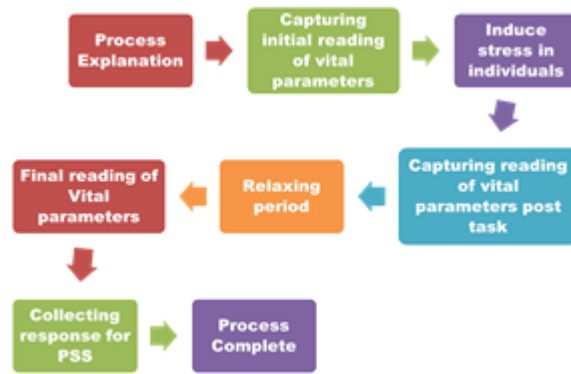 Process
Explanation
Capturing
initial reading
of vital
parameters
Induce
stress in
individuals
Capturing reading
of vital
parameters post
task
Relaxing
period
Final reading of
Vital
parameters
Collecting
response for
PSS
Process
Complete